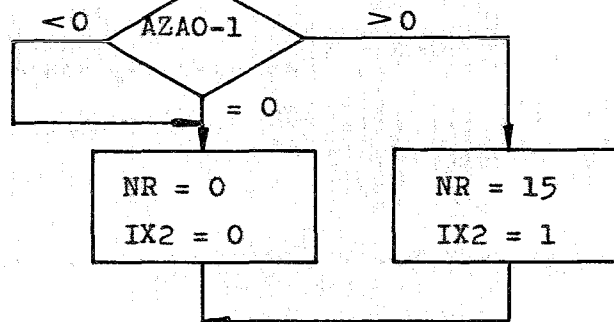 <0
AZAO-1
>0
= 0
NR = 0
IX2 = 0
NR = 15
IX2 = 1